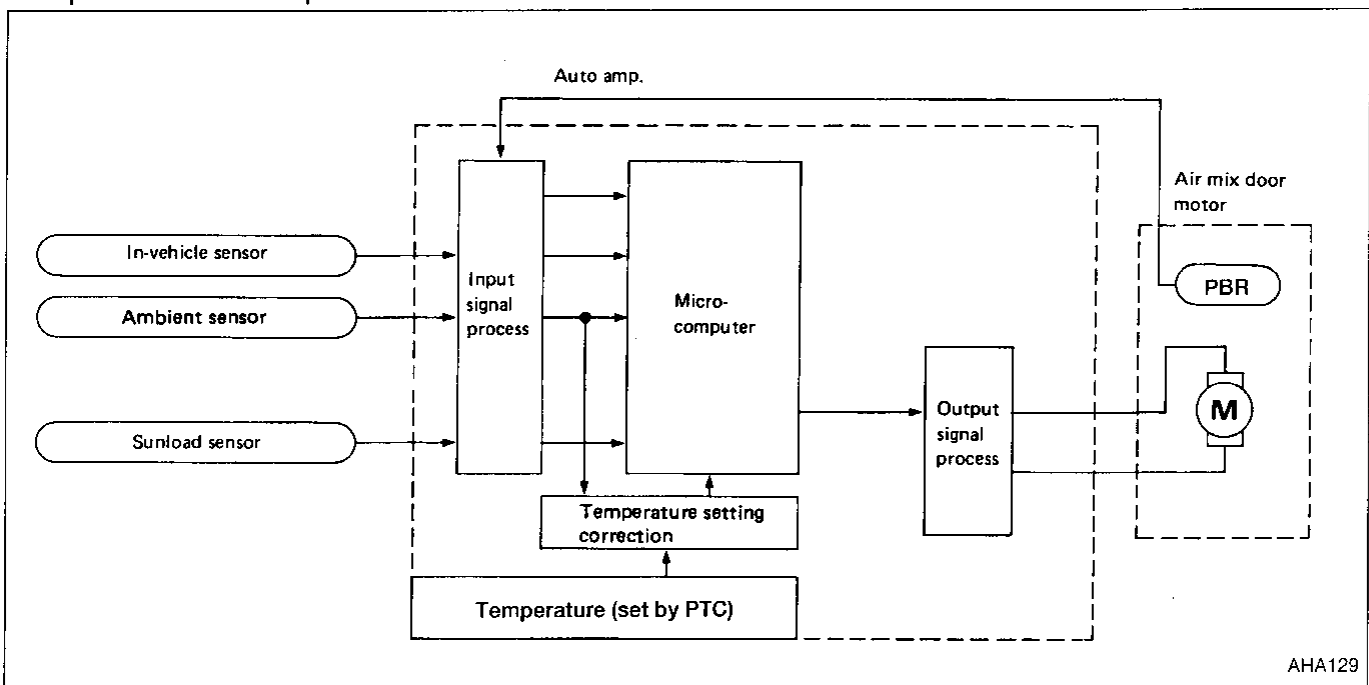 Auto amp.
Air mix door
motor
In-vehicle sensor
Ambient sensor
Sunload sensor
Input
signal
process
Micro-
computer
PBR
M
Output
signal
process
Temperature setting
correction
Temperature (set by PTC)
AHA129